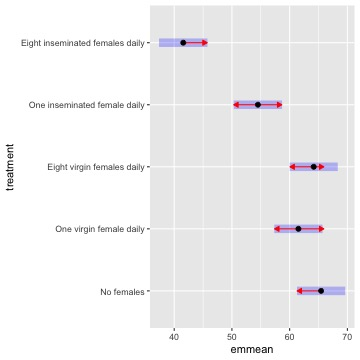 treatment
Eight inseminated females daily
One inseminated female daily
Eight virgin females daily
One virgin female daily
No females
40 50 60 70
emmean